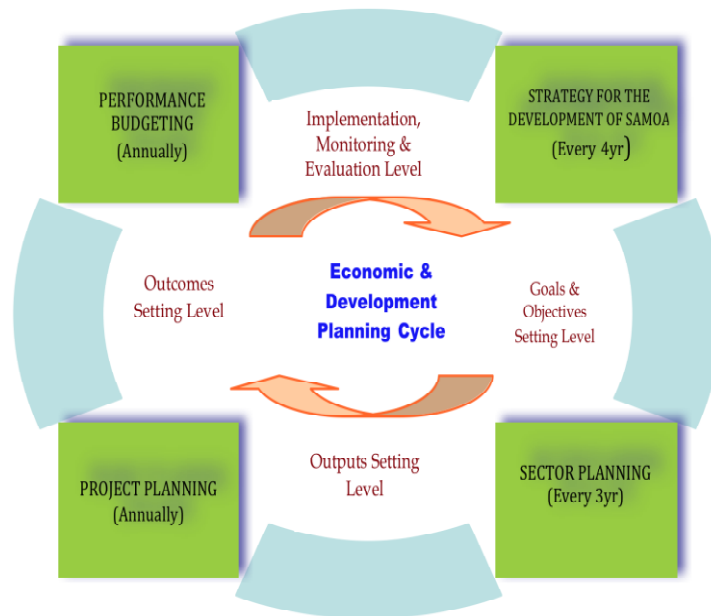 PERFORMANCE
BUDGETING
(Annually)
Implementation,
Monitoring &
Evaluation Level
STRATEGY FOR THE
DEVELOPMENT OF SAMOA
(Every 4yr)
Outcomes
Setting Level
Economic &
Development
Planning Cycle
Goals &
Objectives
Setting Level
PROJECT PLANNING
(Annually)
Outputs Setting
Level
SECTOR PLANNING
(Every 3yr)